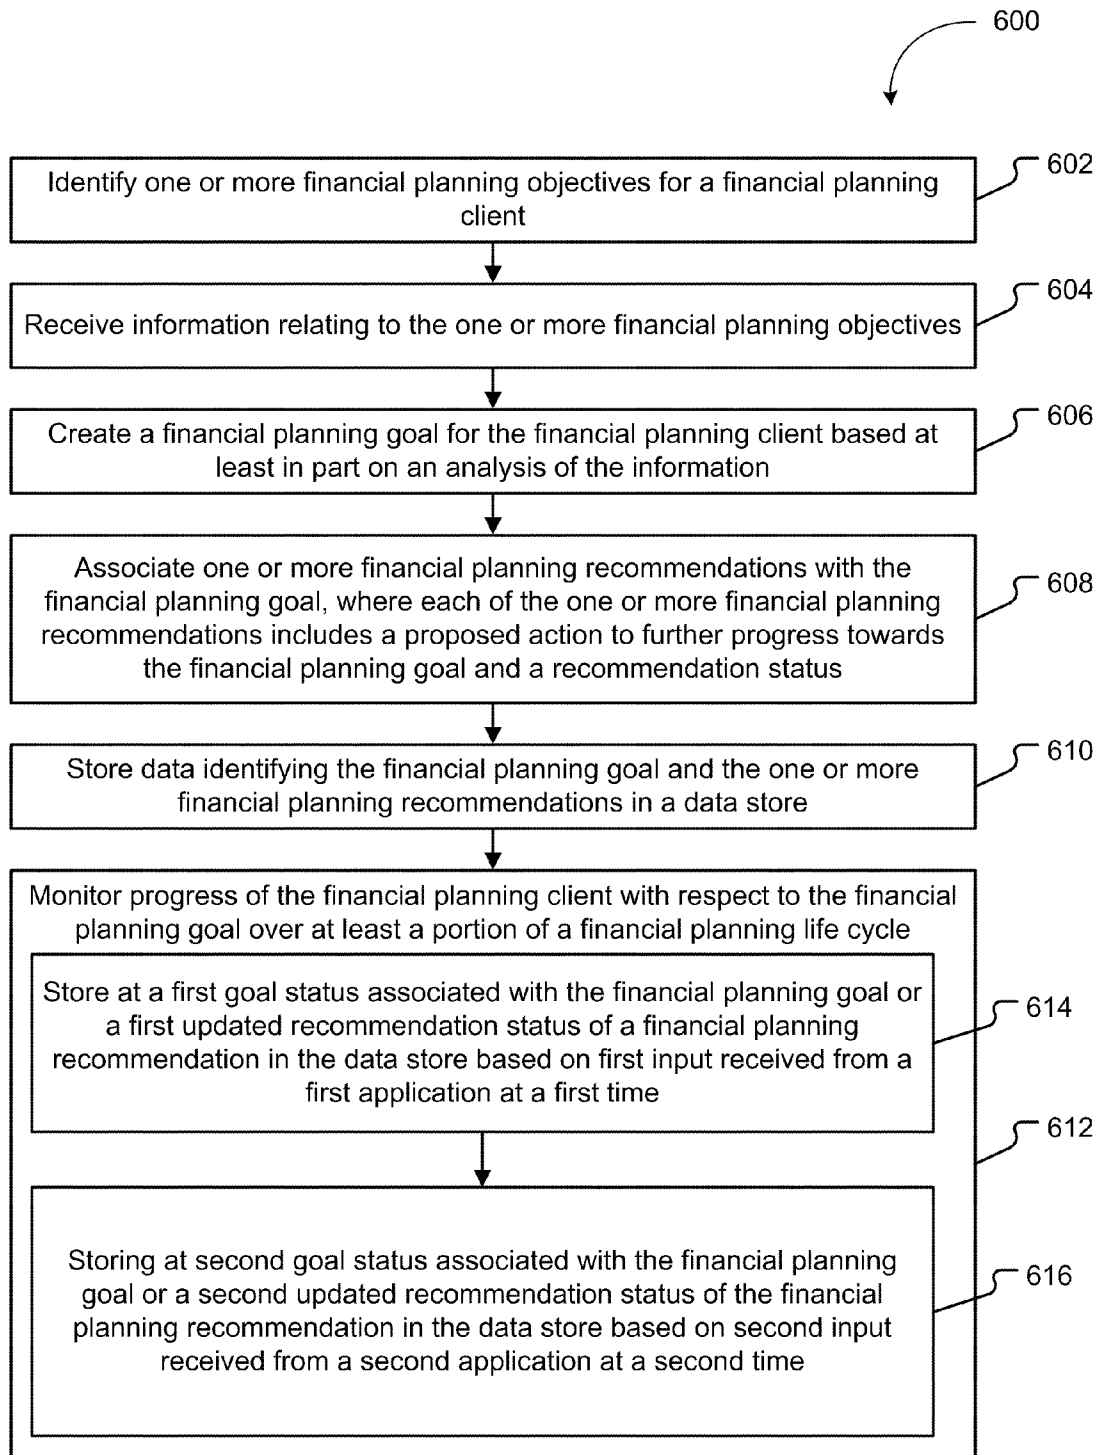 600
602
Identify one or more financial planning objectives for a financial planning
client
604
Receive information relating to the one or more financial planning objectives
606
Create a financial planning goal for the financial planning client based at
least in part on an analysis of the information
608
Associate one or more financial planning recommendations with the
financial planning goal, where each of the one or more financial planning
recommendations includes a proposed action to further progress towards
the financial planning goal and a recommendation status
610
Store data identifying the financial planning goal and the one or more
financial planning recommendations in a data store
Monitor progress of the financial planning client with respect to the financial
planning goal over at least a portion of a financial planning life cycle
614
Store at a first goal status associated with the financial planning goal or
a first updated recommendation status of a financial planning
recommendation in the data store based on first input received from a
first application at a first time
612
616
Storing at second goal status associated with the financial planning
goal or a second updated recommendation status of the financial
planning recommendation in the data store based on second input
received from a second application at a second time